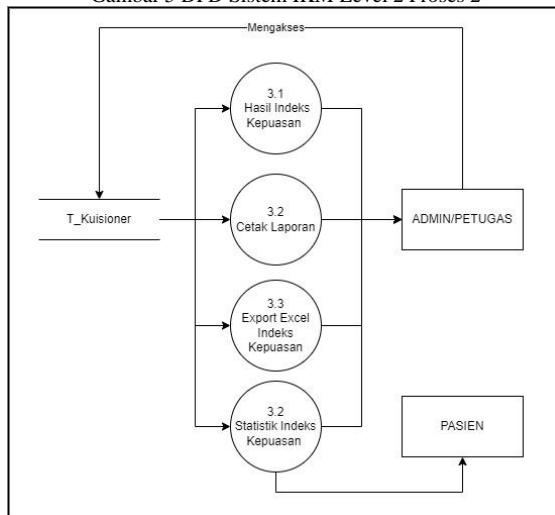 Gambar 5 DFD Sistem IKM Level 2 Proses 2
Mengakses
3.1
Hasil Indeks
Kepuasan
T_Kuisioner
3.2
Cetak Laporan
ADMIN/PETUGAS
3.3
Export Excel
Indeks
Kepuasan
3.2
Statistik Indeks
Kepuasan
PASIEN